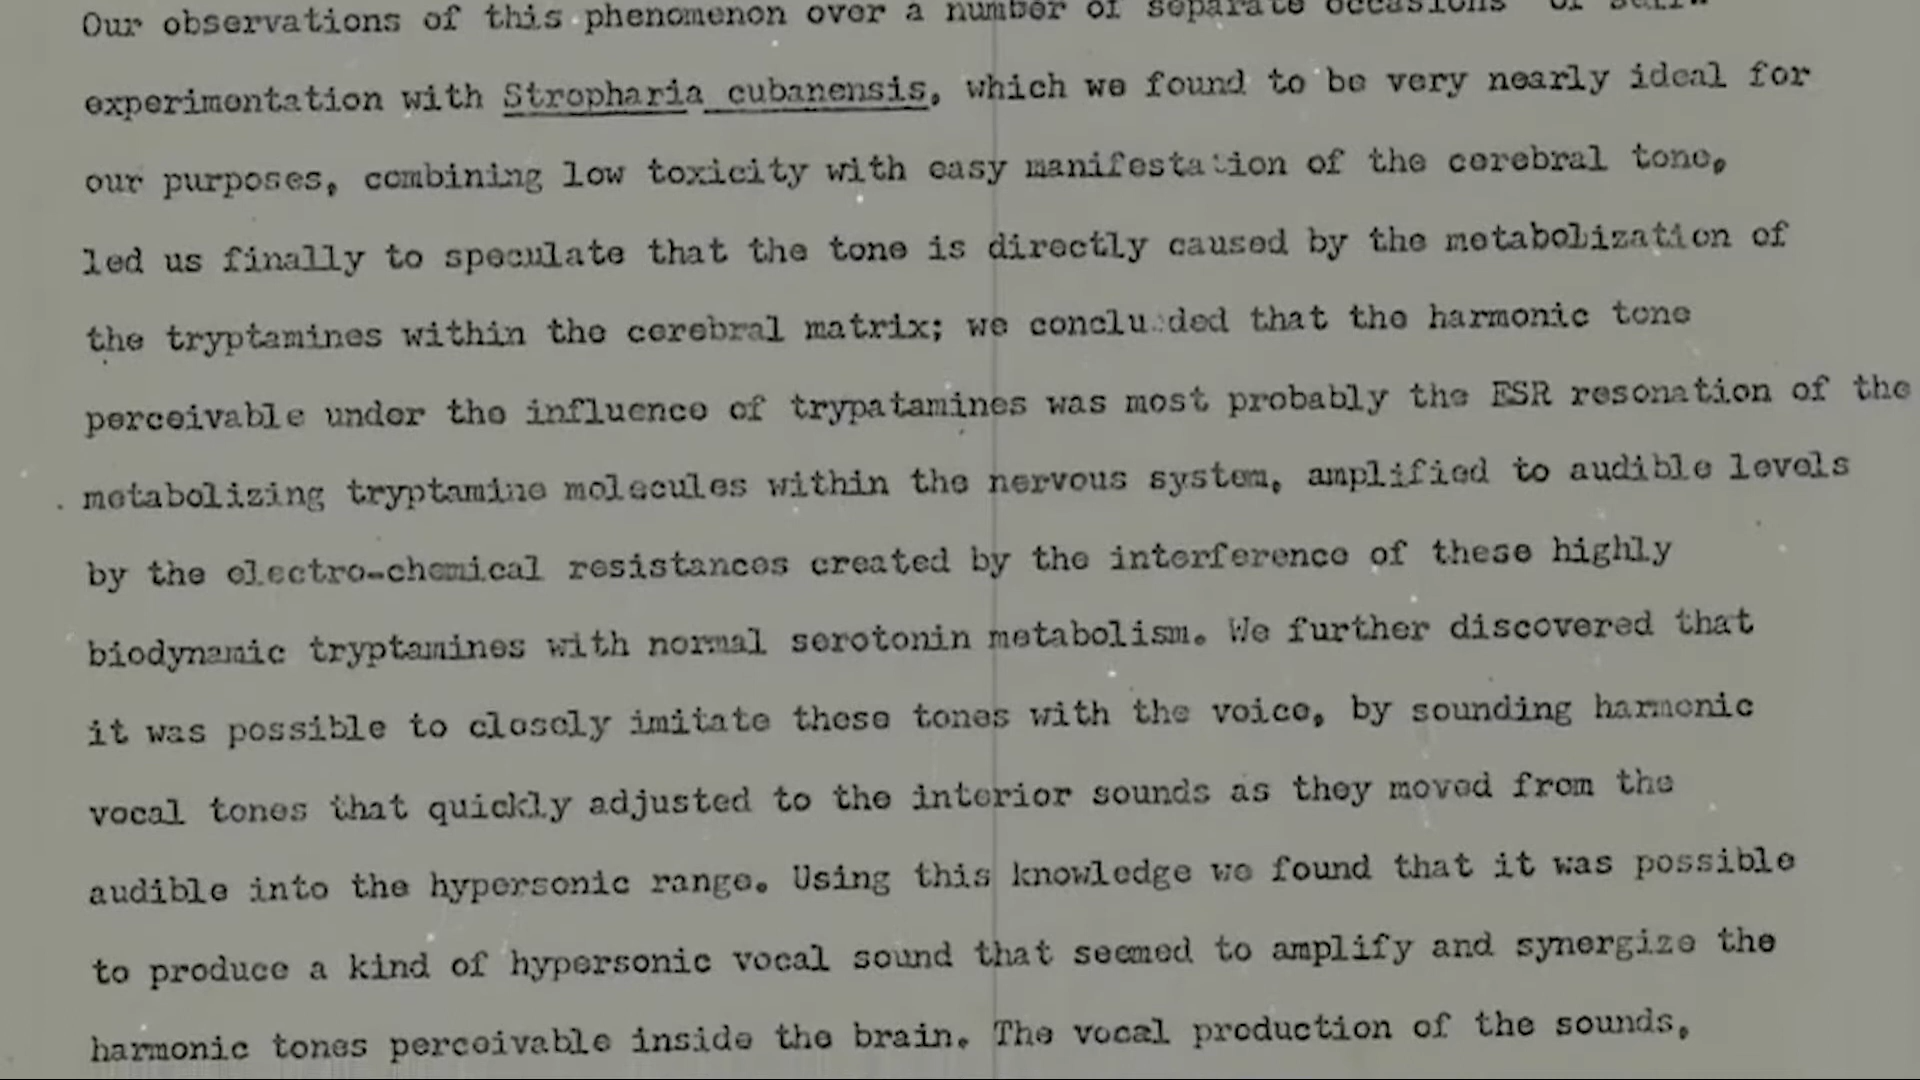 Our observations of this phenomenon over a number of separate occasions of self-
experimentation with Stropharia cubanensis, which we found to be very nearly ideal for
our purposes, combining low toxicity with easy manifestation of the cerebral tone,
led us finally to speculate that the tone is directly caused by the metabolization of
the tryptamines within the cerebral matrix; we concluded that the harmonic tone
perceivable under the influence of trypatamines was most probably the ESR resonation of the
metabolizing tryptamine molecules within the nervous system, amplified to audible levels
by the electro-chemical resistances created by the interference of these highly
biodynamic tryptamines with normal serotonin metabolism. We further discovered that
it was possible to closely imitate these tones with the voice, by sounding harmonic
vocal tones that quickly adjusted to the interior sounds as they moved from the
audible into the hypersonic range. Using this knowledge we found that it was possible
to produce a kind of hypersonic vocal sound that seemed to amplify and synergize the
harmonic tones perceivable inside the brain. The vocal production of the sounds,